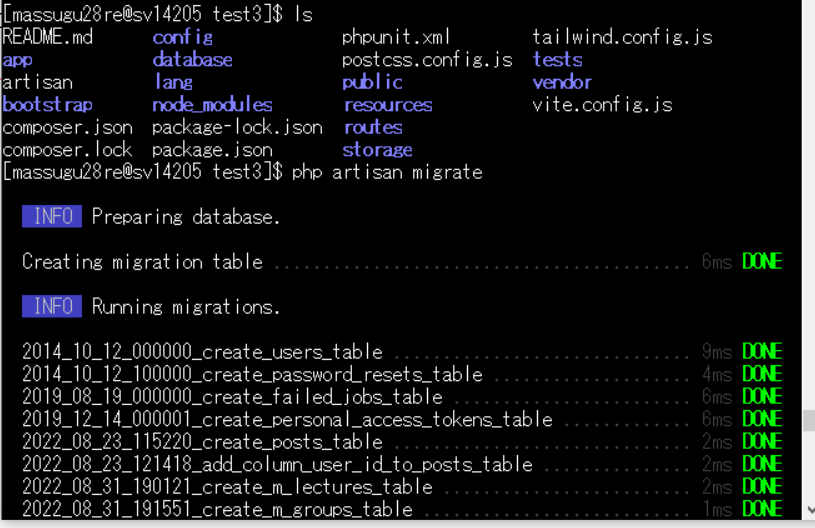 [massugu28re@sv14205 test3]$ ls
README.md config phpunit.xml tailwind.config.js
app database postcss.config.js tests
artisan lang public vendor
bootstrap node_modules resources vite.config.js
composer.json package-lock.json routes
composer.lock package.json storage
[massugu28re@sv14205 test3]$ php artisan migrate
INFO Preparing database.
Creating migration table ........................................... 6ms DONE
INFO Running migrations.
2014_10_12_000000_create_users_table ............................... 9ms DONE
2014_10_12_100000_create_password_resets_table ..................... 4ms DONE
2019_08_19_000000_create_failed_jobs_table ......................... 6ms DONE
2019_12_14_000001_create_personal_access_tokens_table .............. 6ms DONE
2022_08_23_115220_create_posts_table ............................... 2ms DONE
2022_08_23_121418_add_column_user_id_to_posts_table ................ 2ms DONE
2022_08_31_190121_create_m_lectures_table .......................... 2ms DONE
2022_08_31_191551_create_m_groups_table ............................ 1ms DONE